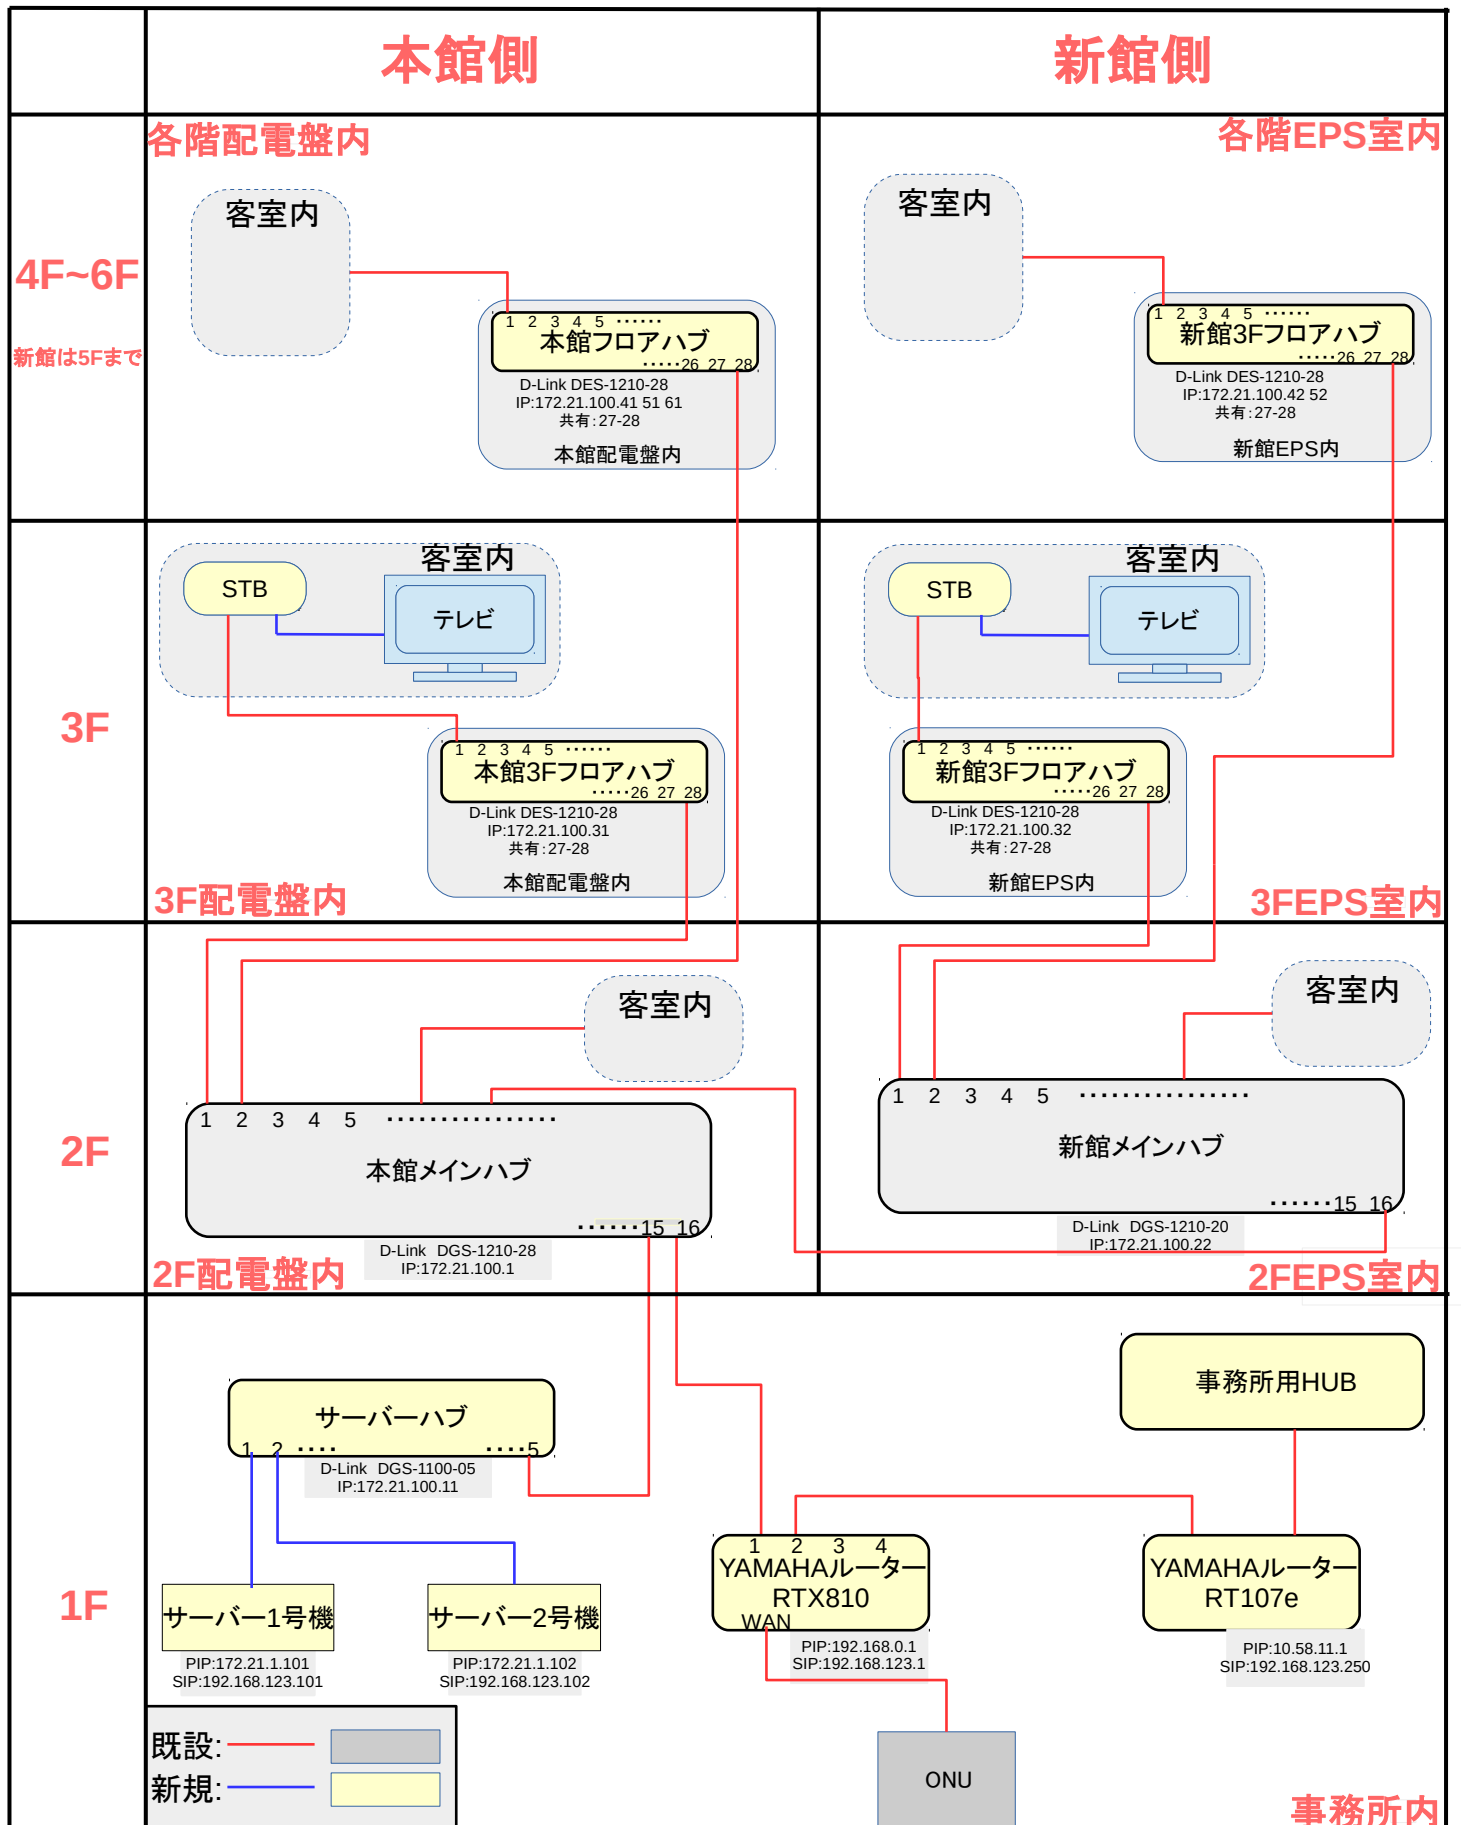 本館側
新館側
各階配電盤内
各階EPS室内
4F~6F
新館は5Fまで
客室内
1 2 3 4 5 ⋯⋯
本館フロアハブ
⋯⋯26 27 28
D-Link DES-1210-28
IP:172.21.100.41 51 61
共有:27-28
本館配電盤内
客室内
1 2 3 4 5 ⋯⋯
新館3Fフロアハブ
⋯⋯26 27 28
D-Link DES-1210-28
IP:172.21.100.42 52
共有:27-28
新館EPS内
3F
客室内
STB
テレビ
1 2 3 4 5 ⋯⋯
本館3Fフロアハブ
⋯⋯26 27 28
D-Link DES-1210-28
IP:172.21.100.31
共有:27-28
本館配電盤内
3F配電盤内
客室内
STB
テレビ
1 2 3 4 5 ⋯⋯
新館3Fフロアハブ
⋯⋯26 27 28
D-Link DES-1210-28
IP:172.21.100.32
共有:27-28
新館EPS内
3FEPS室内
2F
客室内
1 2 3 4 5 ⋯⋯⋯⋯⋯
本館メインハブ
⋯⋯15 16
D-Link DGS-1210-28
IP:172.21.100.1
2F配電盤内
客室内
1 2 3 4 5 ⋯⋯⋯⋯⋯
新館メインハブ
⋯⋯15 16
D-Link DGS-1210-20
IP:172.21.100.22
2FEPS室内
1F
サーバーハブ
1 2 ⋯⋯ ⋯⋯5
D-Link DGS-1100-05
IP:172.21.100.11
サーバー1号機
PIP:172.21.1.101
SIP:192.168.123.101
サーバー2号機
PIP:172.21.1.102
SIP:192.168.123.102
事務所用HUB
1 2 3 4
YAMAHAルーター
RTX810
WAN
PIP:192.168.0.1
SIP:192.168.123.1
YAMAHAルーター
RT107e
PIP:10.58.11.1
SIP:192.168.123.250
既設:
新規:
ONU
事務所内